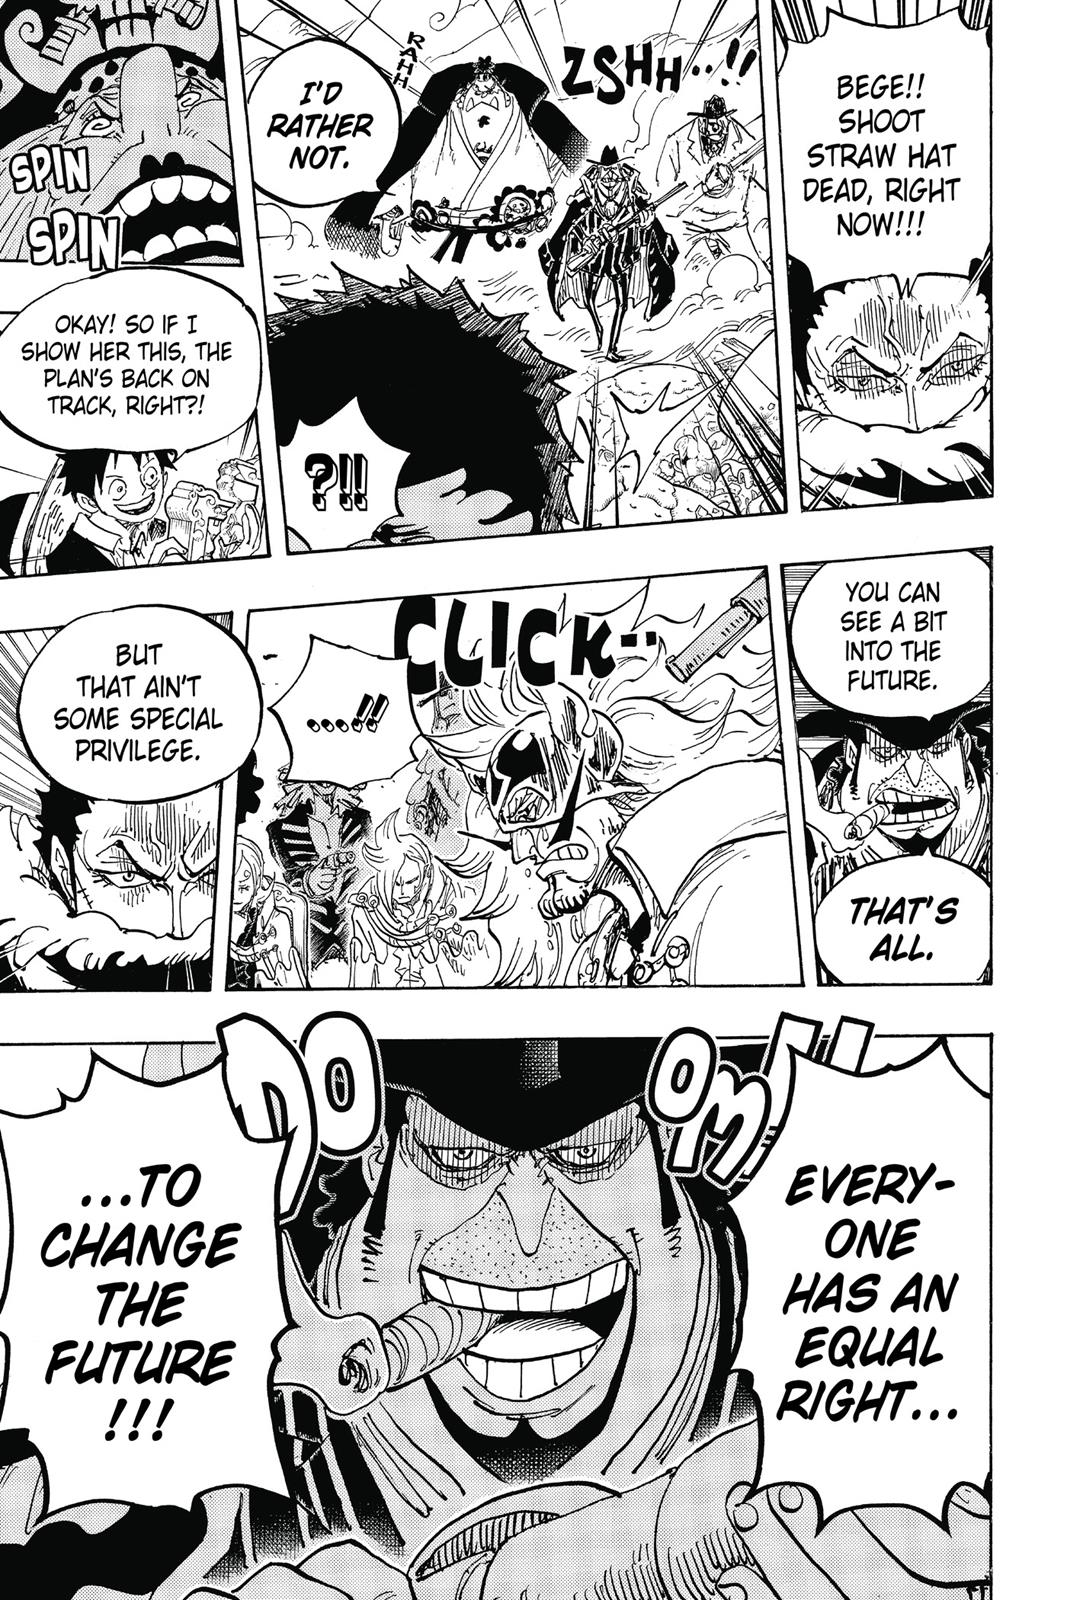 BEGE!!
SHOOT
STRAW HAT
DEAD, RIGHT
NOW!!!
ZSHH..!!
RAHH
I'D
RATHER
NOT.
?!!
SPIN
SPIN
OKAY! SO IF I
SHOW HER THIS, THE
PLAN'S BACK ON
TRACK, RIGHT?!
YOU CAN
SEE A BIT
INTO THE
FUTURE.
THAT'S
ALL.
CLICK..
...!!
BUT
THAT AIN'T
SOME SPECIAL
PRIVILEGE.
EVERY-
ONE
HAS AN
EQUAL
RIGHT...
...TO
CHANGE
THE
FUTURE
!!!